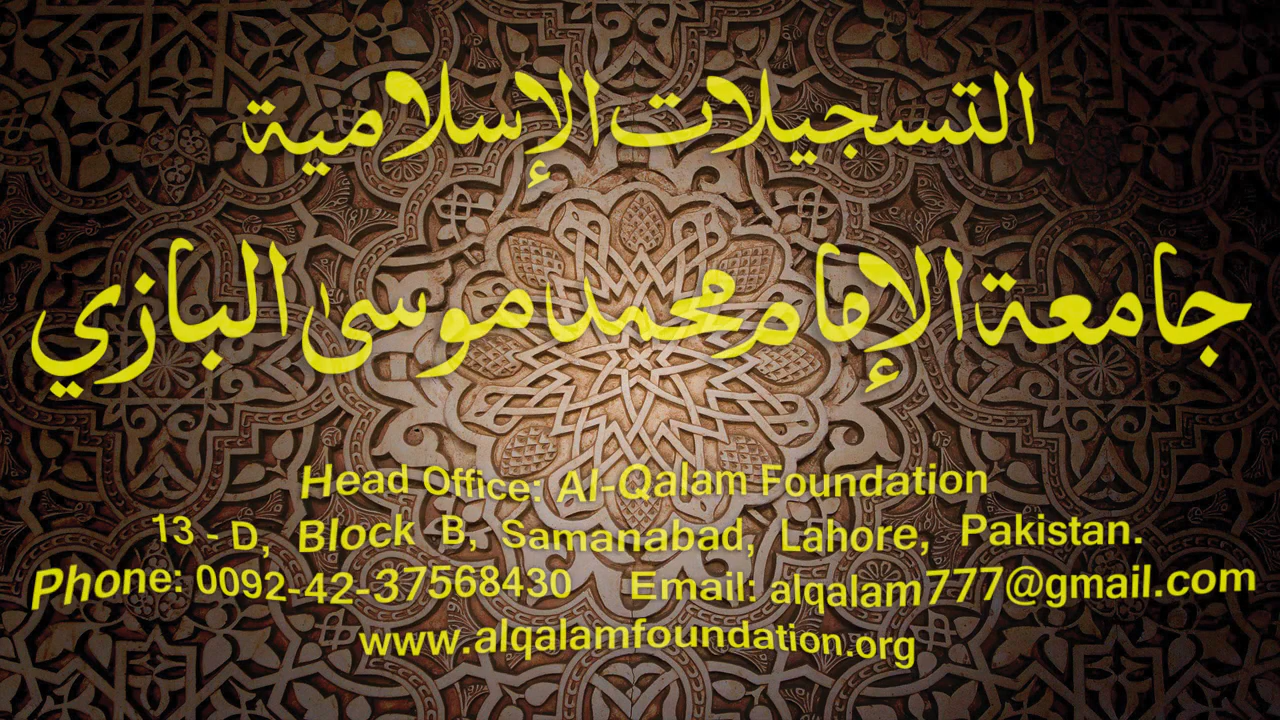 التسجيلات الإسلامية
جامعة الإمام محمد موسى البازي
Head Office: Al-Qalam Foundation
13 - D, Block B, Samanabad, Lahore, Pakistan.
Phone: 0092-42-37568430 Email: alqalam777@gmail.com
www.alqalamfoundation.org